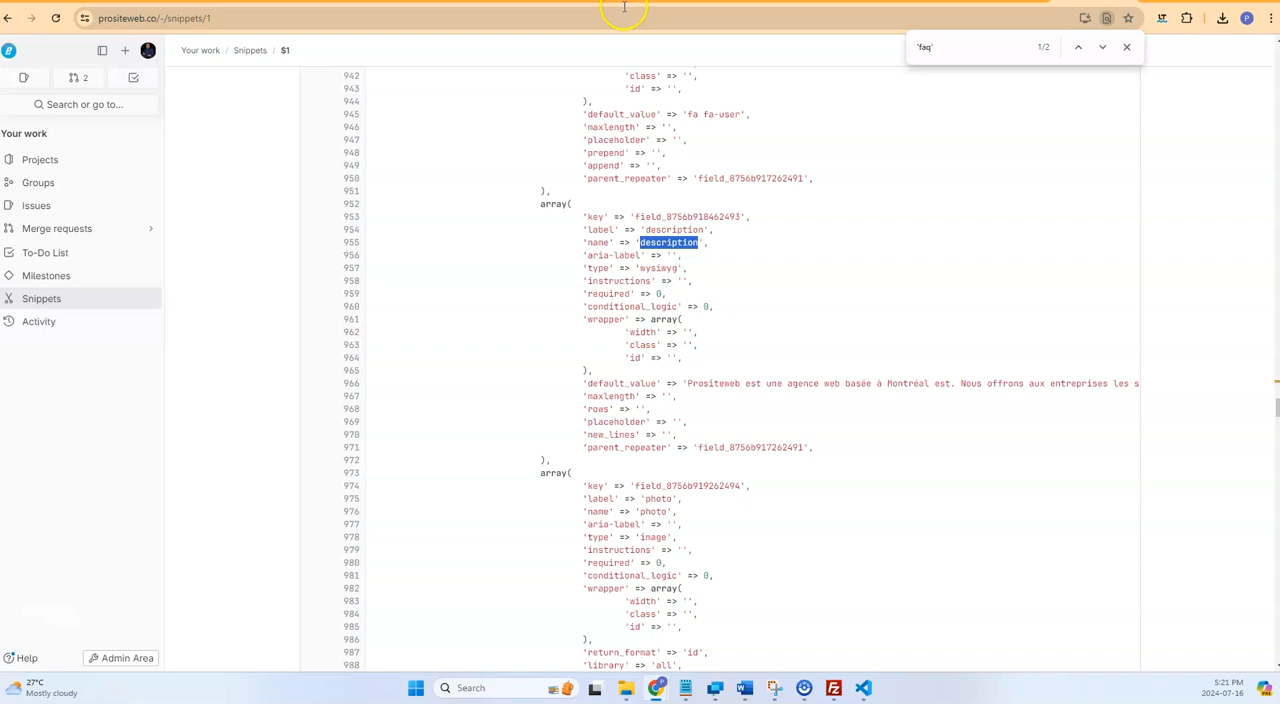 prositeweb.co/-/snippets/1
'faq'
1/2
Your work
Snippets
$1
2
Search or go to...
Your work
Projects
Groups
Issues
Merge requests
To-Do List
Milestones
Snippets
Activity
Help
Admin Area
942 'class' => '',
943 'id' => '',
944 ),
945 'default_value' => 'fa fa-user',
946 'maxlength' => '',
947 'placeholder' => '',
948 'prepend' => '',
949 'append' => '',
950 'parent_repeater' => 'field_8756b917262491',
951 ),
952 array(
953 'key' => 'field_8756b918462493',
954 'label' => 'description',
955 'name' => 'description',
956 'aria-label' => '',
957 'type' => 'wysiwyg',
958 'instructions' => '',
959 'required' => 0,
960 'conditional_logic' => 0,
961 'wrapper' => array(
962 'width' => '',
963 'class' => '',
964 'id' => '',
965 ),
966 'default_value' => 'Prositeweb est une agence web basée à Montréal est. Nous offrons aux entreprises les s
967 'maxlength' => '',
968 'rows' => '',
969 'placeholder' => '',
970 'new_lines' => '',
971 'parent_repeater' => 'field_8756b917262491',
972 ),
973 array(
974 'key' => 'field_8756b919262494',
975 'label' => 'photo',
976 'name' => 'photo',
977 'aria-label' => '',
978 'type' => 'image',
979 'instructions' => '',
980 'required' => 0,
981 'conditional_logic' => 0,
982 'wrapper' => array(
983 'width' => '',
984 'class' => '',
985 'id' => '',
986 ),
987 'return_format' => 'id',
988 'library' => 'all',
27°C
Mostly cloudy
Search
5:21 PM
2024-07-16